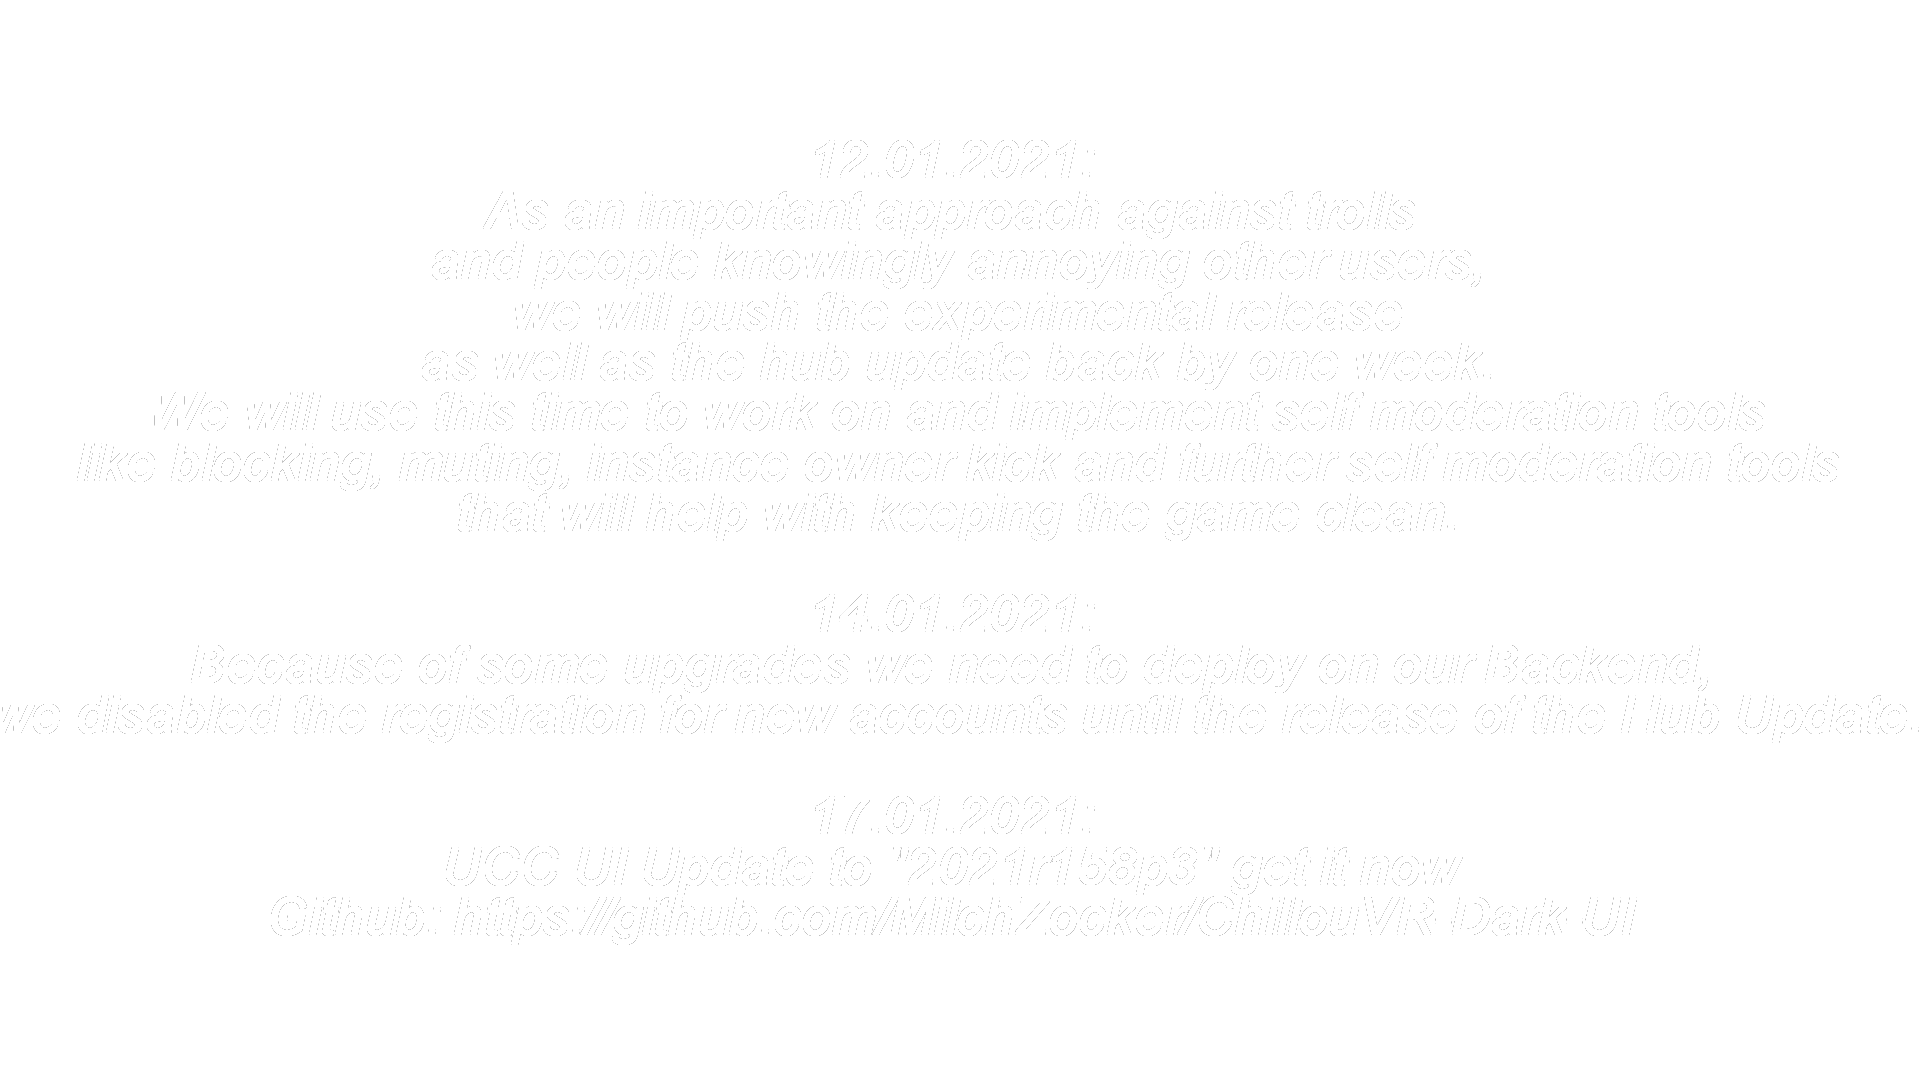 12.01.2021:
As an important approach against trolls
and people knowingly annoying other users,
we will push the experimental release
as well as the hub update back by one week.
We will use this time to work on and implement self moderation tools
like blocking, muting, instance owner kick and further self moderation tools
that will help with keeping the game clean.
14.01.2021:
Because of some upgrades we need to deploy on our Backend,
we disabled the registration for new accounts until the release of the Hub Update.
17.01.2021:
UCC UI Update to "2021r158p3" get it now
Github: https://github.com/MilchZocker/ChillouVR-Dark-UI